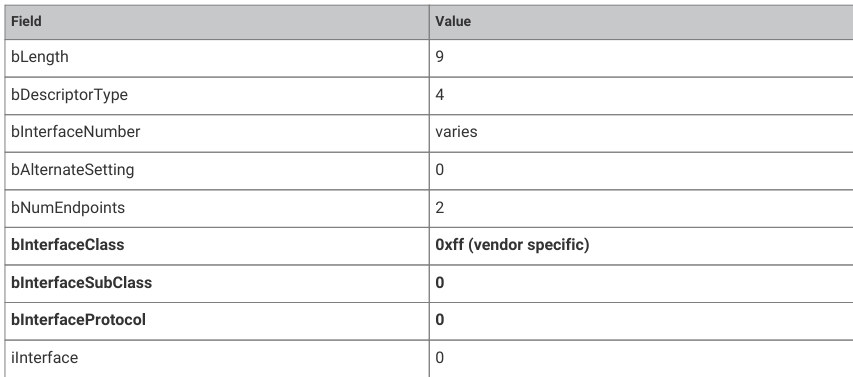 Field Value
bLength 9
bDescriptorType 4
bInterfaceNumber varies
bAlternateSetting 0
bNumEndpoints 2
bInterfaceClass 0xff (vendor specific)
bInterfaceSubClass 0
bInterfaceProtocol 0
iInterface 0